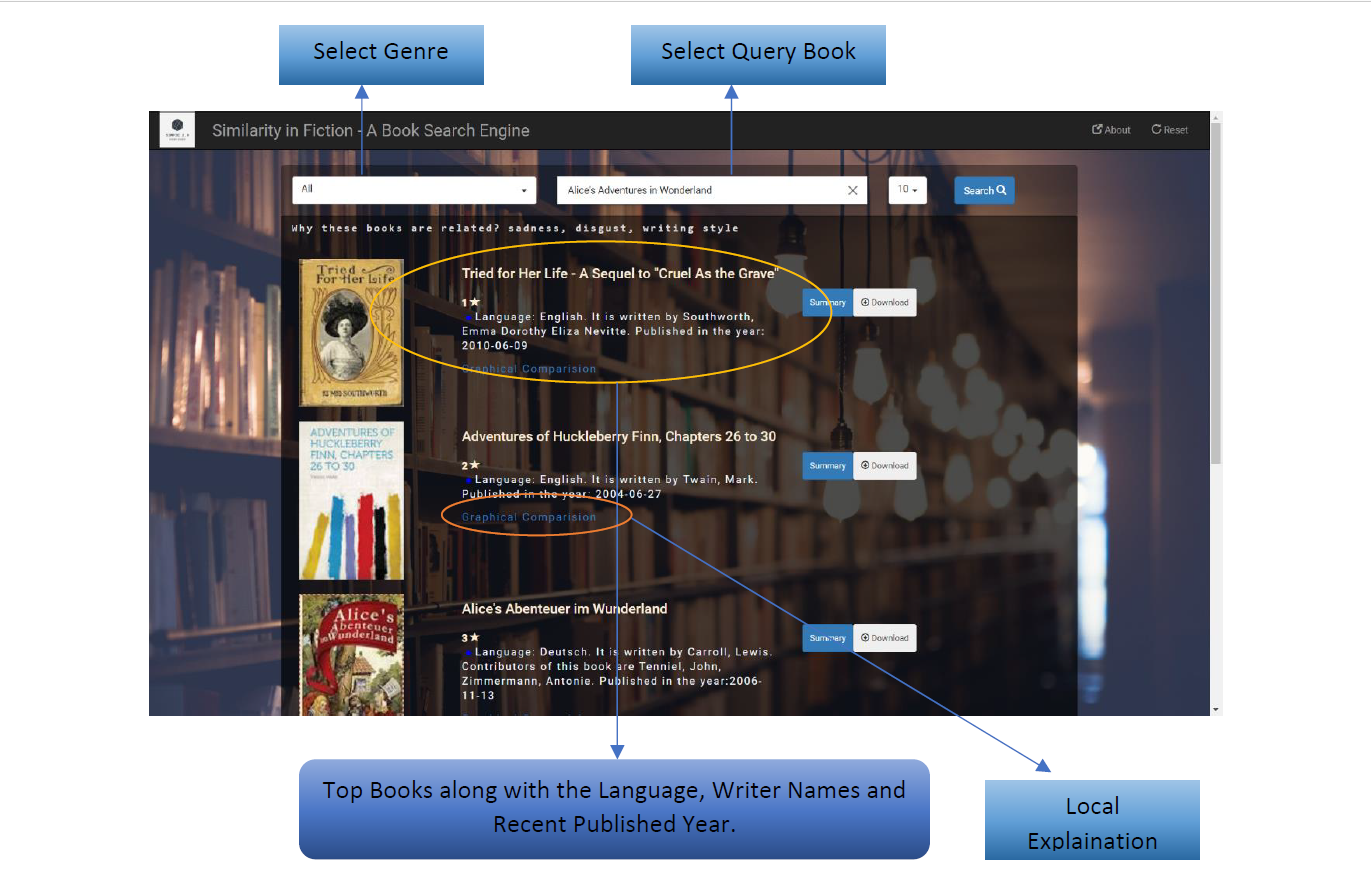 Select Genre
Select Query Book
Similarity in Fiction - A Book Search Engine
About
Reset
All
Alice's Adventures in Wonderland
10
Search
Why these books are related? sadness, disgust, writing style
Tried
For Her Life
BY MRS SOUTHWORTH
Tried for Her Life - A Sequel to "Cruel As the Grave"
1★
Language: English. It is written by Southworth,
Emma Dorothy Eliza Nevitte. Published in the year:
2010-06-09
Graphical Comparision
Summary
Download
ADVENTURES OF
HUCKLEBERRY
FINN, CHAPTERS
26 TO 30
Adventures of Huckleberry Finn, Chapters 26 to 30
2★
Language: English. It is written by Twain, Mark.
Published in the year: 2004-06-27
Graphical Comparision
Summary
Download
Alice's
Abenteuer
im Wunderland
Alice's Abenteuer im Wunderland
3★
Language: Deutsch. It is written by Carroll, Lewis.
Contributors of this book are Tenniel, John,
Zimmermann, Antonie. Published in the year:2006-
11-13
Summary
Download
Top Books along with the Language, Writer Names and
Recent Published Year.
Local
Explaination